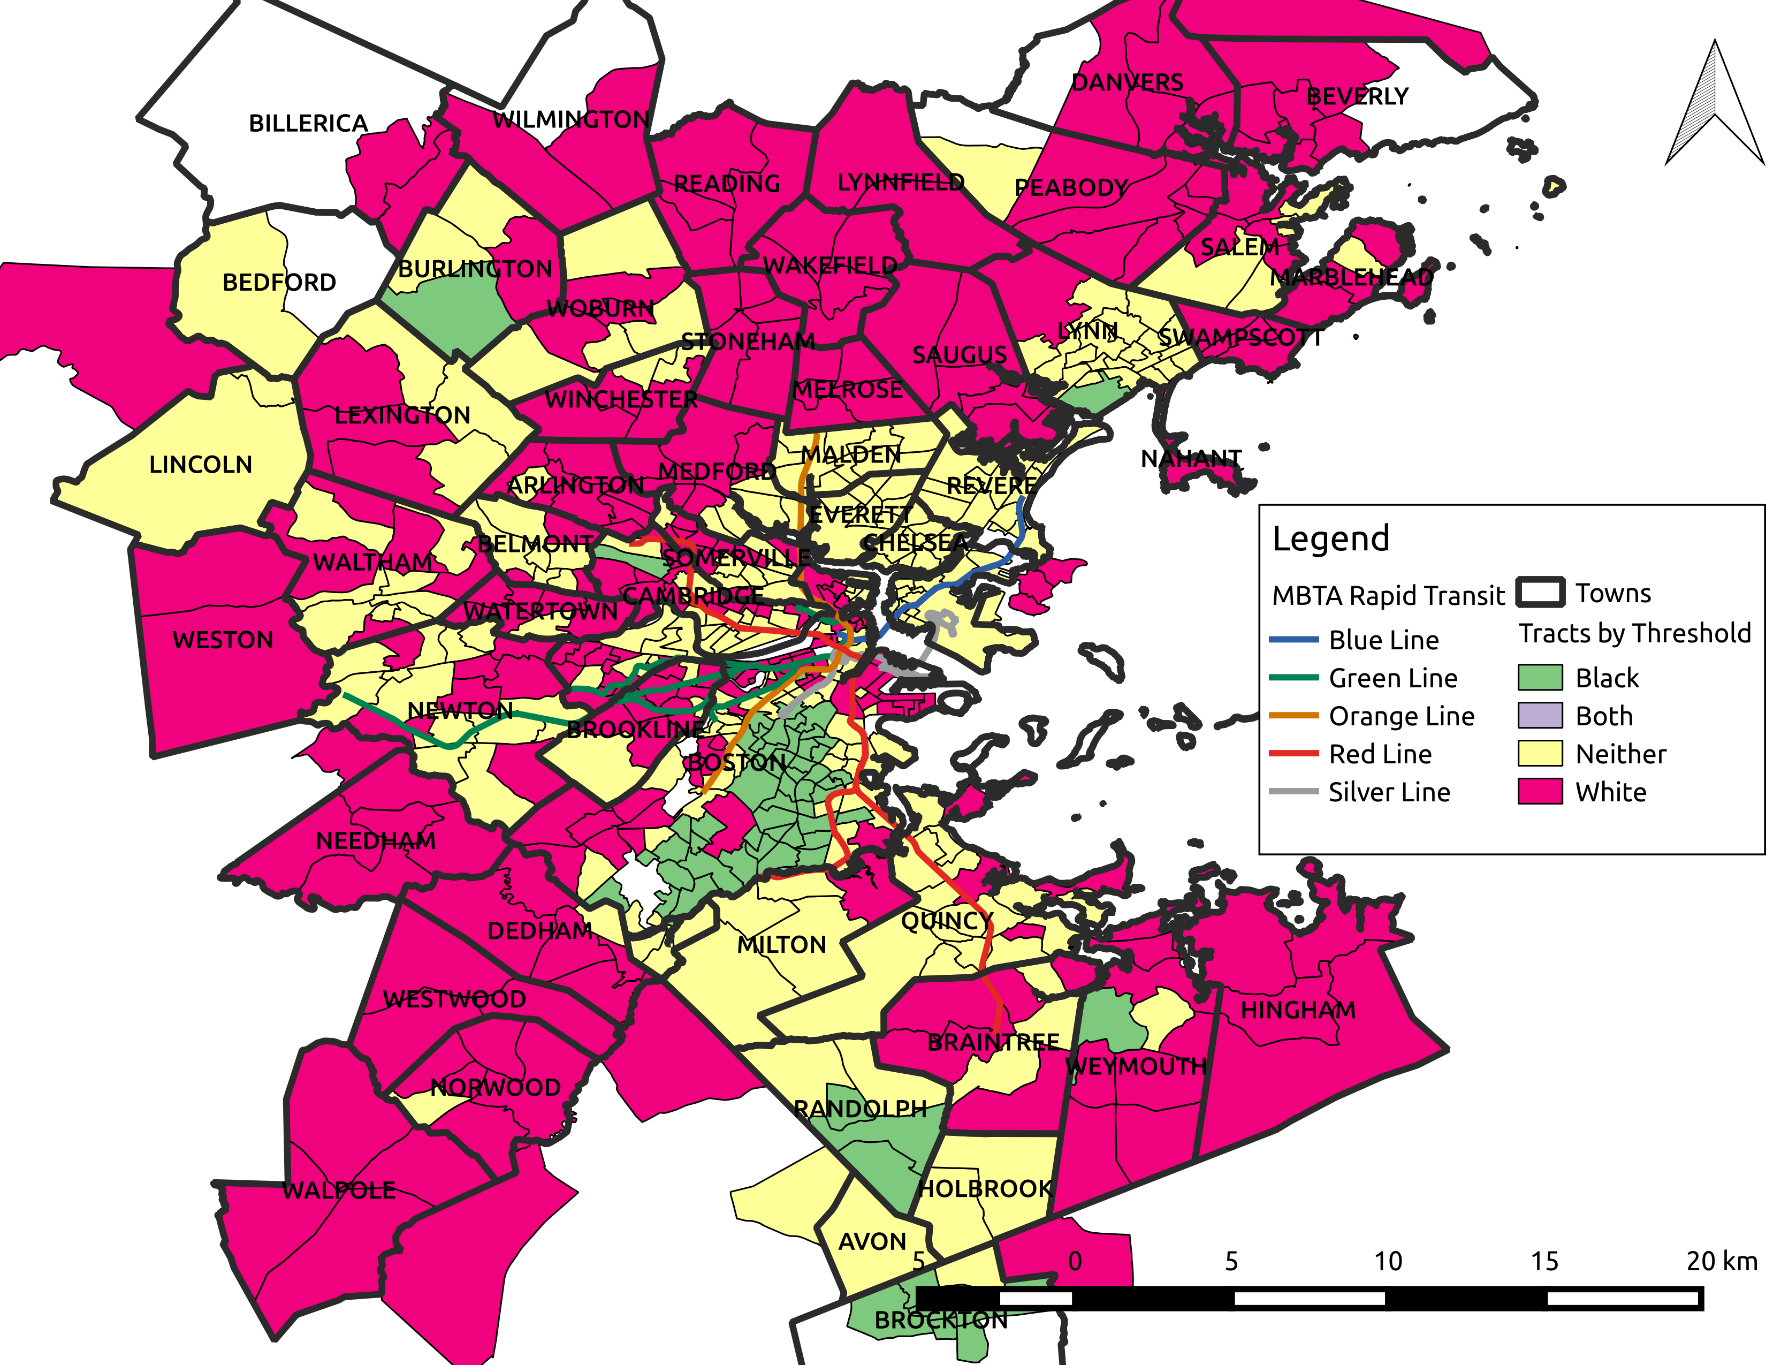 DANVERS
BEVERLY
BILLERICA
WILMINGTON
READING
LYNNFIELD
PEABODY
SALEM
MARBLEHEAD
BEDFORD
BURLINGTON
WAKEFIELD
WOBURN
STONEHAM
LYNN
SWAMPSCOTT
SAUGUS
MELROSE
WINCHESTER
LEXINGTON
LINCOLN
MALDEN
MEDFORD
NAHANT
ARLINGTON
REVERE
EVERETT
BELMONT
CHELSEA
WALTHAM
SOMERVILLE
CAMBRIDGE
WATERTOWN
WESTON
NEWTON
BROOKLINE
BOSTON
NEEDHAM
QUINCY
DEDHAM
MILTON
WESTWOOD
HINGHAM
BRAINTREE
WEYMOUTH
NORWOOD
RANDOLPH
WALPOLE
HOLBROOK
AVON
BROCKTON
Legend
MBTA Rapid Transit
Blue Line
Green Line
Orange Line
Red Line
Silver Line
Towns
Tracts by Threshold
Black
Both
Neither
White
5 0 5 10 15 20 km